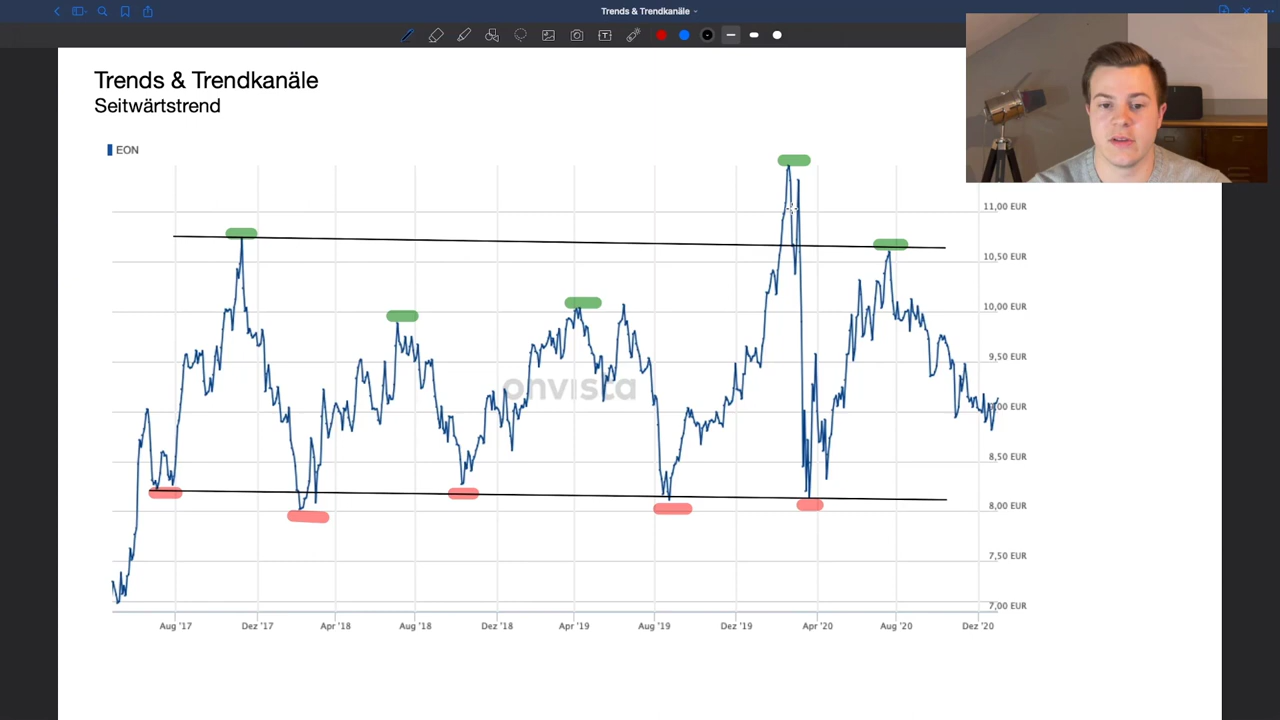 Trends & Trendkanäle
Trends & Trendkanäle
Seitwärtstrend
EON
11,00 EUR
10,50 EUR
10,00 EUR
9,50 EUR
9,00 EUR
8,50 EUR
8,00 EUR
7,50 EUR
7,00 EUR
onvista
Aug '17
Dez '17
Apr '18
Aug '18
Dez '18
Apr '19
Aug '19
Dez '19
Apr '20
Aug '20
Dez '20